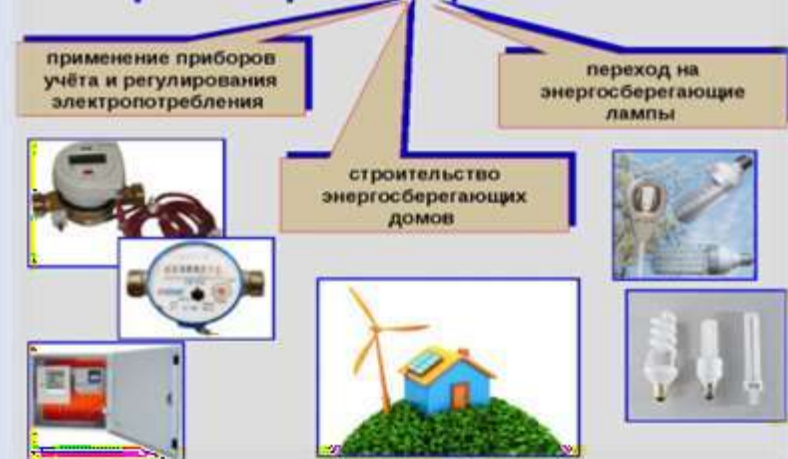 применение приборов
учёта и регулирования
электропотребления
переход на
энергосберегающие
лампы
строительство
энергосберегающих
домов